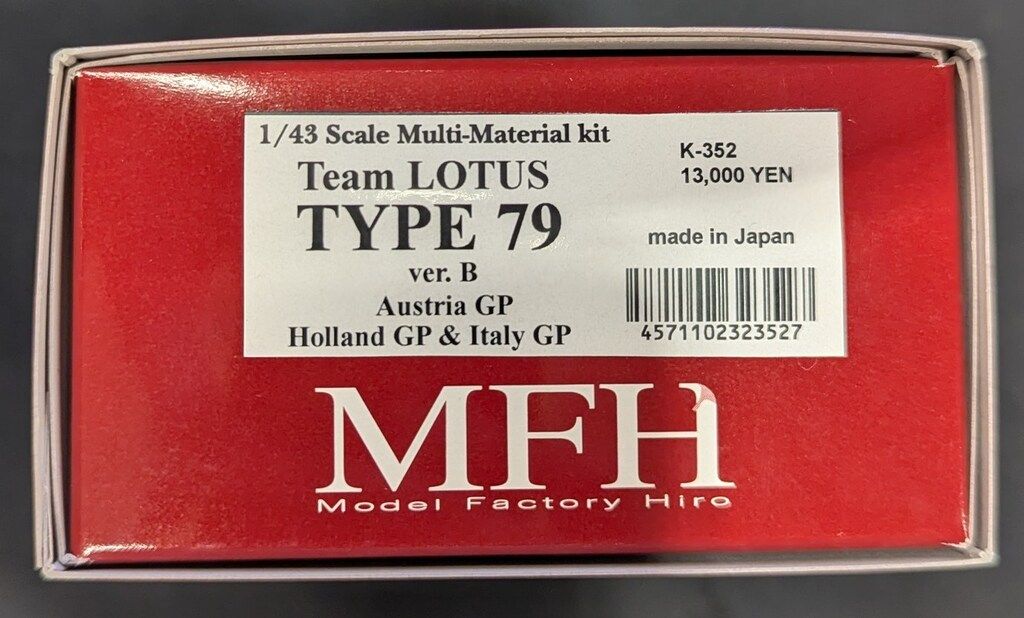 1/43 Scale Multi-Material kit
Team LOTUS
TYPE 79
ver. B
Austria GP
Holland GP & Italy GP
K-352
13,000 YEN
made in Japan
4571102323527
MFH
Model Factory Hiro